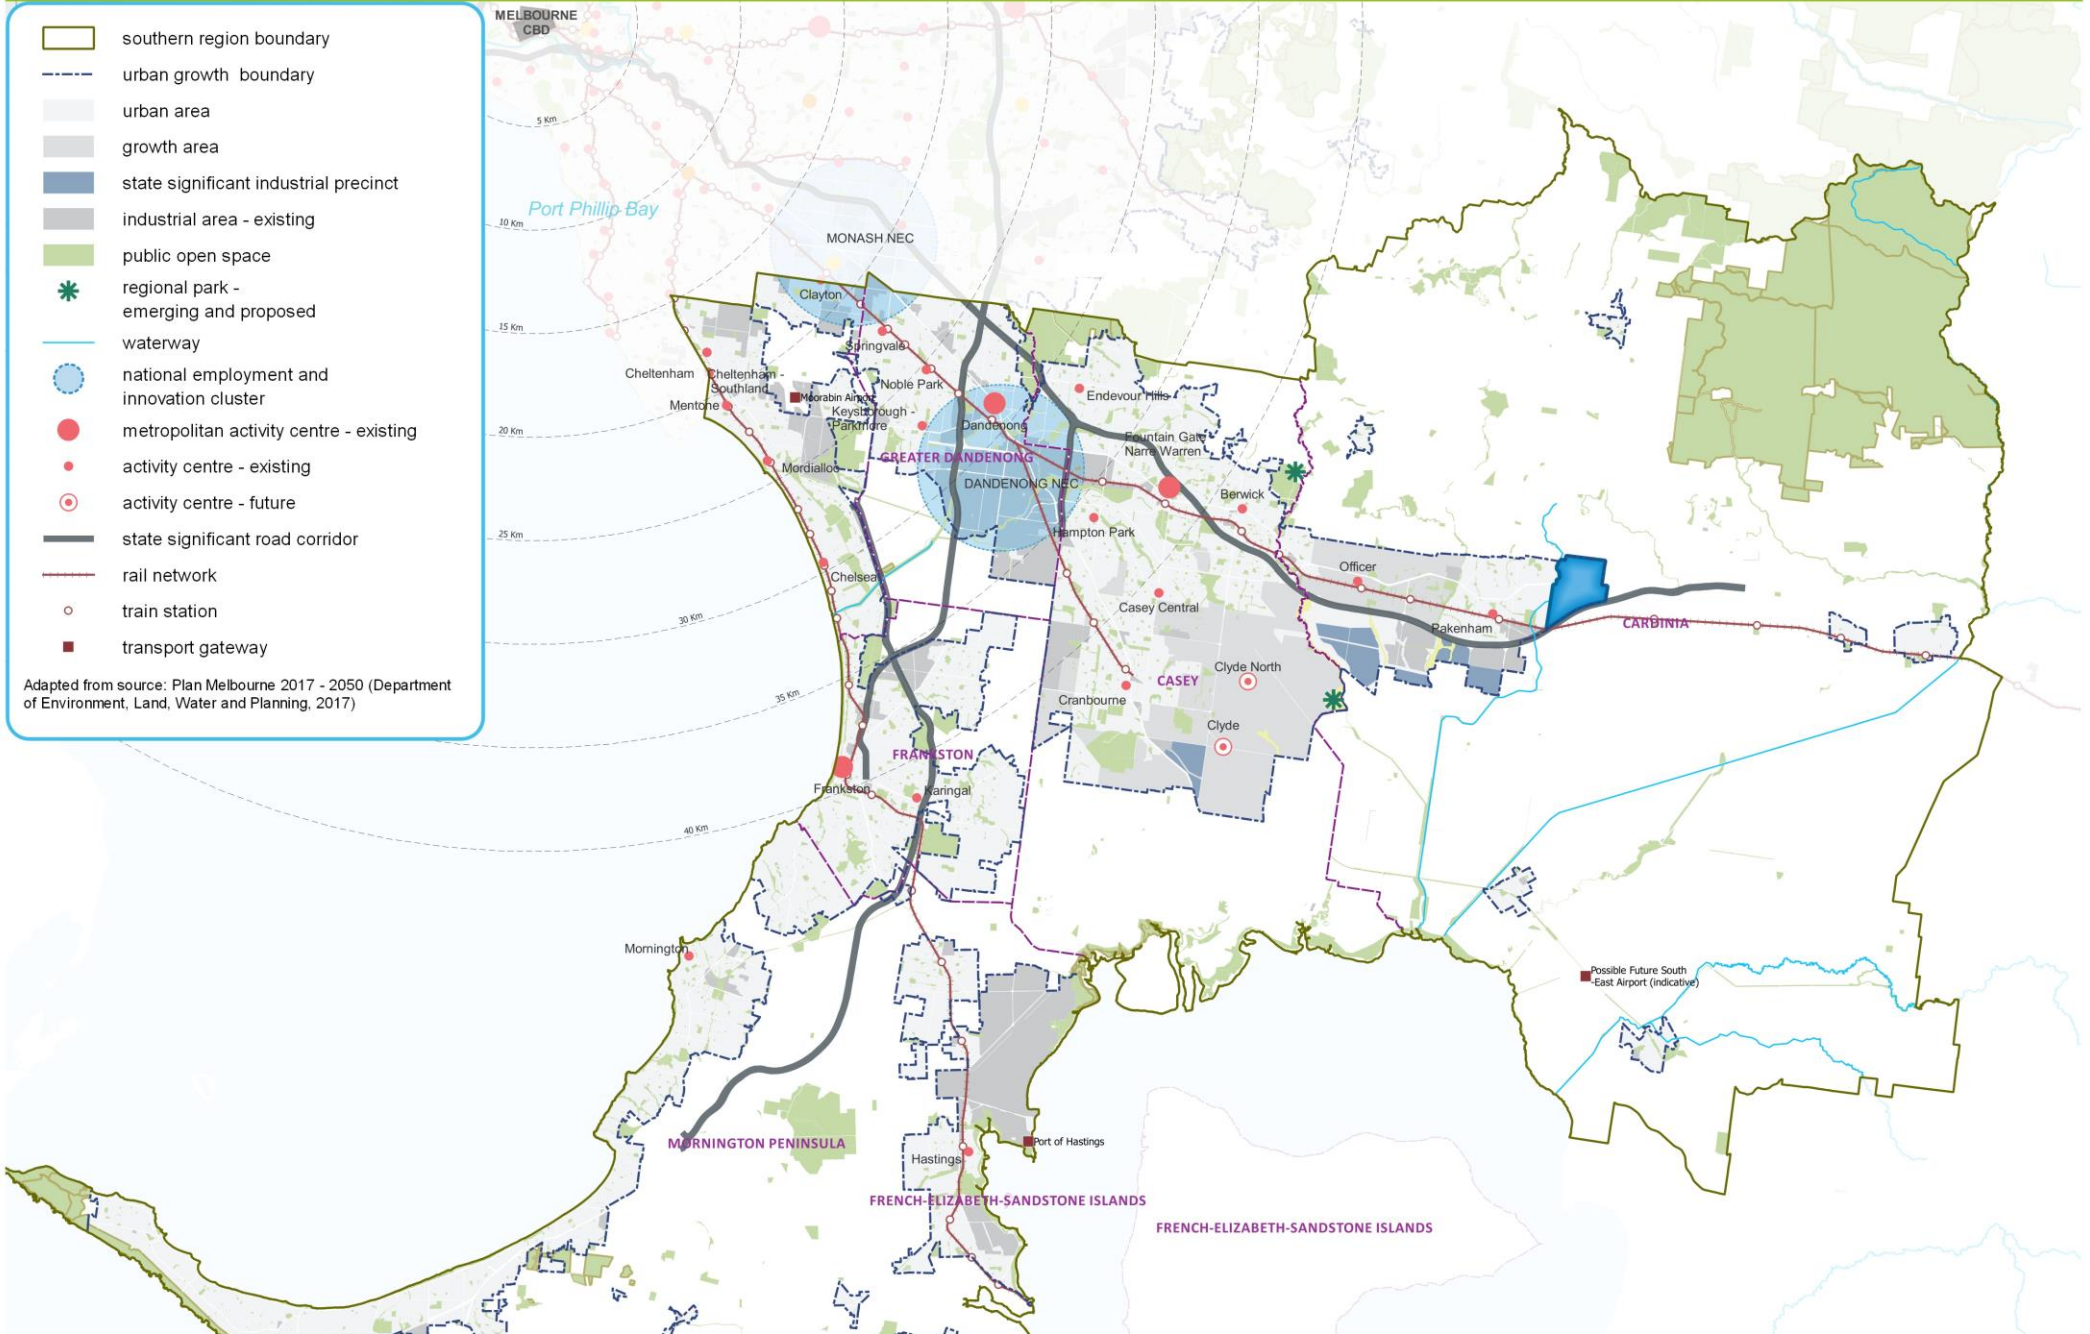 southern region boundary
urban growth boundary
urban area
growth area
state significant industrial precinct
industrial area - existing
public open space
regional park -
emerging and proposed
waterway
national employment and
innovation cluster
metropolitan activity centre - existing
activity centre - existing
activity centre - future
state significant road corridor
rail network
train station
transport gateway
Adapted from source: Plan Melbourne 2017 - 2050 (Department
of Environment, Land, Water and Planning, 2017)
MELBOURNE
CBD
5 Km
Port Phillip Bay
10 Km
MONASH NEC
Clayton
15 Km
Springvale
Cheltenham
Cheltenham -
Southland
Noble Park
Moorabin Airport
Endevour Hills
Mentone
Keysborough -
Parkmore
Dandenong
20 Km
Fountain Gate
Narre Warren
GREATER DANDENONG
Mordialloc
DANDENONG NEC
Berwick
25 Km
Hampton Park
Officer
Chelsea
Casey Central
30 Km
Pakenham
CARDINIA
Clyde North
CASEY
35 Km
Cranbourne
Clyde
FRANKSTON
Frankston
Karingal
40 Km
Mornington
Possible Future South
-East Airport (indicative)
MORNINGTON PENINSULA
Port of Hastings
Hastings
FRENCH-ELIZABETH-SANDSTONE ISLANDS
FRENCH-ELIZABETH-SANDSTONE ISLANDS